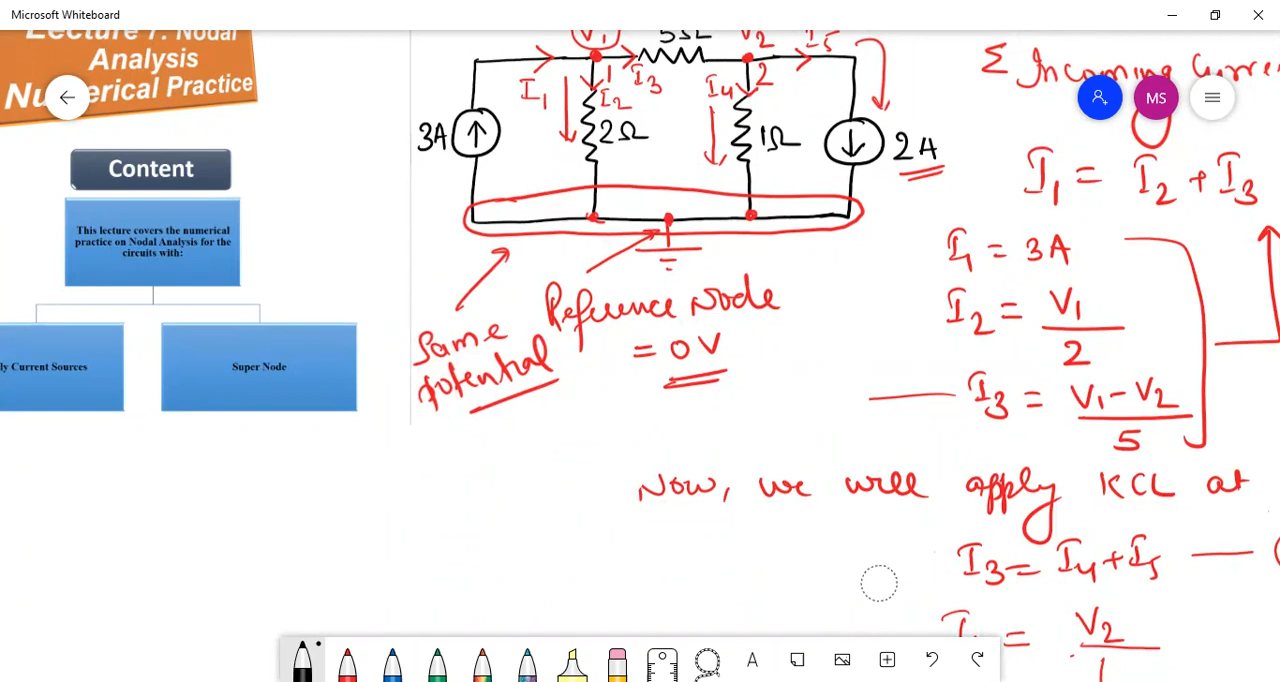 Microsoft Whiteboard
Lecture 7: Nodal
Analysis
Numerical Practice
Content
This lecture covers the numerical
practice on Nodal Analysis for the
circuits with:
ly Current Sources
Super Node
V1
5Ω
V2
I5
I1
1
I2
I3
I4
2
3A
2Ω
1Ω
2A
Same
potential
Reference Node
= 0V
Σ Incoming
MS
I1 = I2 + I3
I1 = 3A
I2 = V1/2
I3 = V1-V2/5
Now, we will apply KCL at
I3 = I4 + I5
= V2/1
A